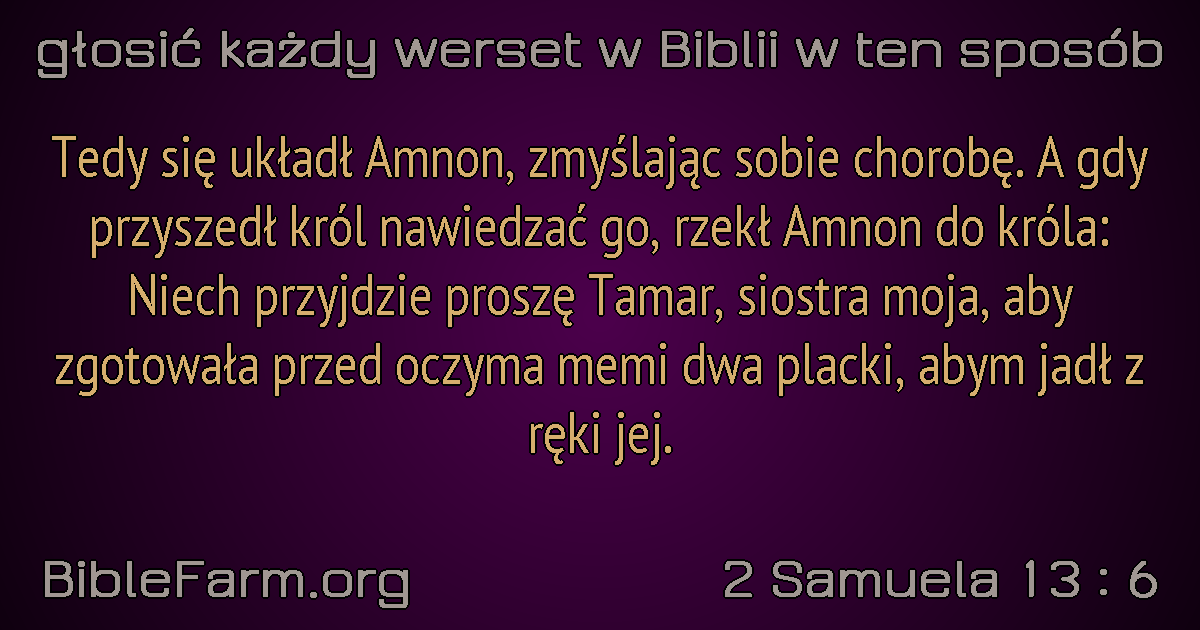 głosić każdy werset w Biblii w ten sposób
Tedy się układł Amnon, zmyślając sobie chorobę. A gdy
przyszedł król nawiedzać go, rzekł Amnon do króla:
Niech przyjdzie proszę Tamar, siostra moja, aby
zgotowała przed oczyma memi dwa placki, abym jadł z
ręki jej.
BibleFarm.org
2 Samuela 13 : 6